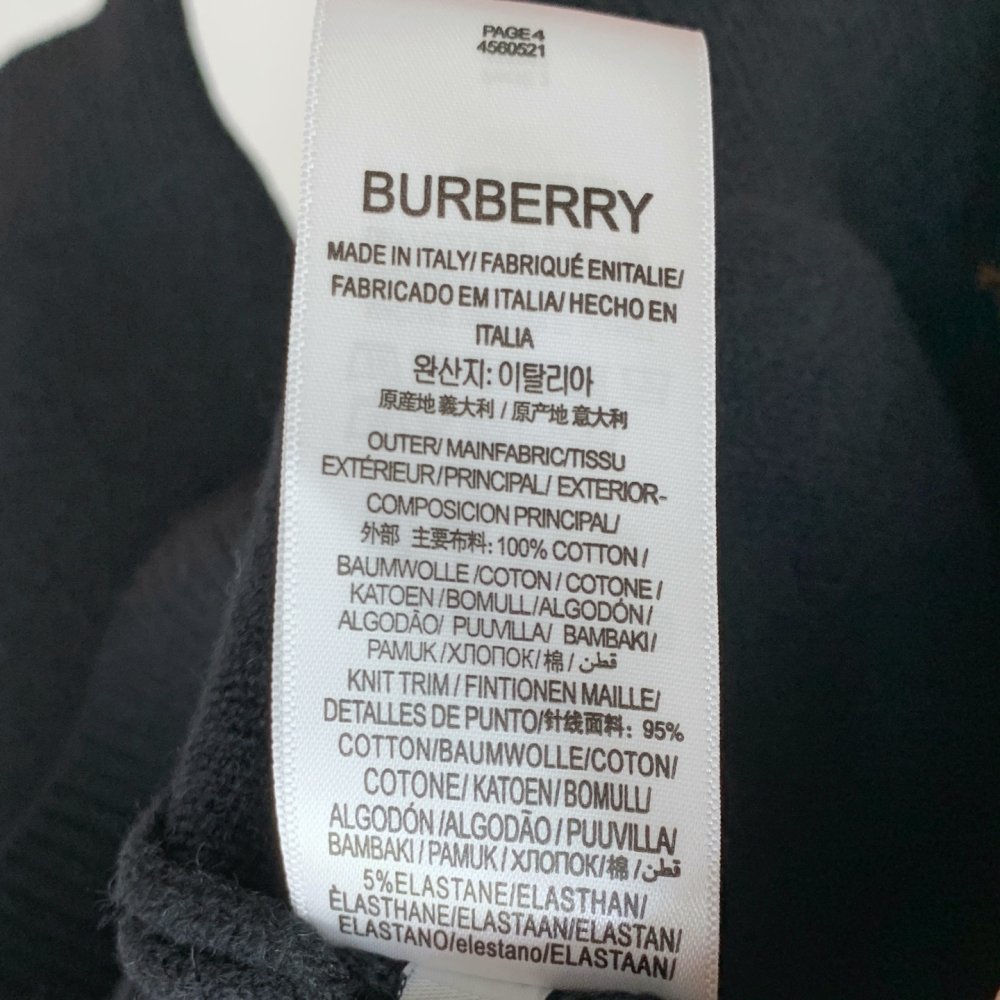 PAGE4
4560521
BURBERRY
MADE IN ITALY/ FABRIQUÉ ENITALIE/
FABRICADO EM ITALIA/ HECHO EN
ITALIA
완산지: 이탈리아
原産地 義大利 / 原产地 意大利
OUTER/ MAINFABRIC/TISSU
EXTÉRIEUR/PRINCIPAL/ EXTERIOR-
COMPOSICION PRINCIPAL/
外部 主要布料: 100% COTTON /
BAUMWOLLE /COTON / COTONE /
KATOEN /BOMULL/ALGODÓN/
ALGODÃO/ PUUVILLA/ BAMBAKI/
PAMUK /ХЛОПОК/ 棉 / قطن
KNIT TRIM / FINTIONEN MAILLE/
DETALLES DE PUNTO/针线面料: 95%
COTTON/BAUMWOLLE/COTON/
COTONE/ KATOEN/ BOMULL/
ALGODÓN /ALGODÃO / PUUVILLA/
BAMBAKI / PAMUK / ХЛОПОК/ 棉 / قطن
5%ELASTANE/ELASTHAN/
ÈLASTHANE/ELASTAAN/ELASTAN/
ELASTANO/elestano/ELASTAAN/